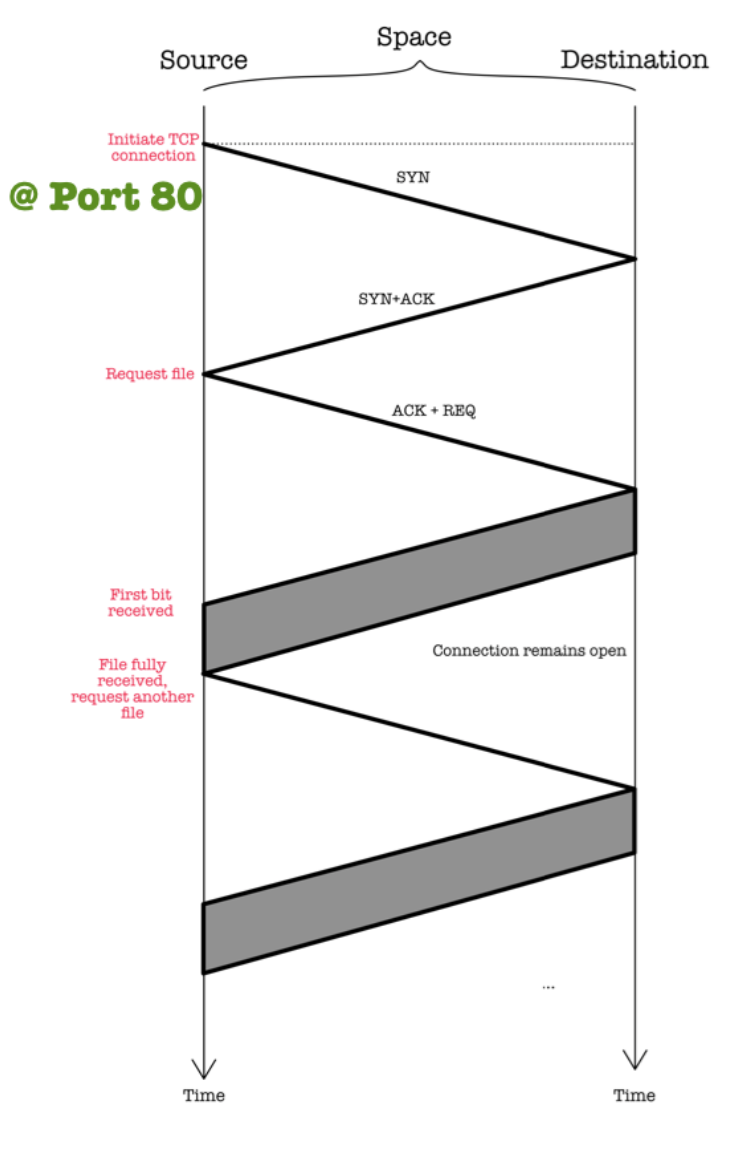 Space
Source
Destination
Initiate TCP
connection
@ Port 80
SYN
SYN+ACK
Request file
ACK + REQ
First bit
received
Connection remains open
File fully
received,
request another
file
...
Time
Time